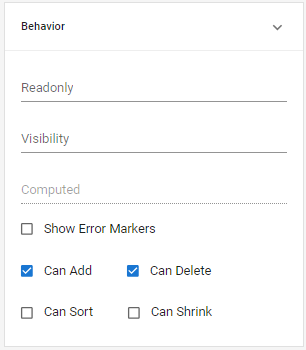 Behavior
Readonly
Visibility
Computed
Show Error Markers
Can Add Can Delete
Can Sort Can Shrink